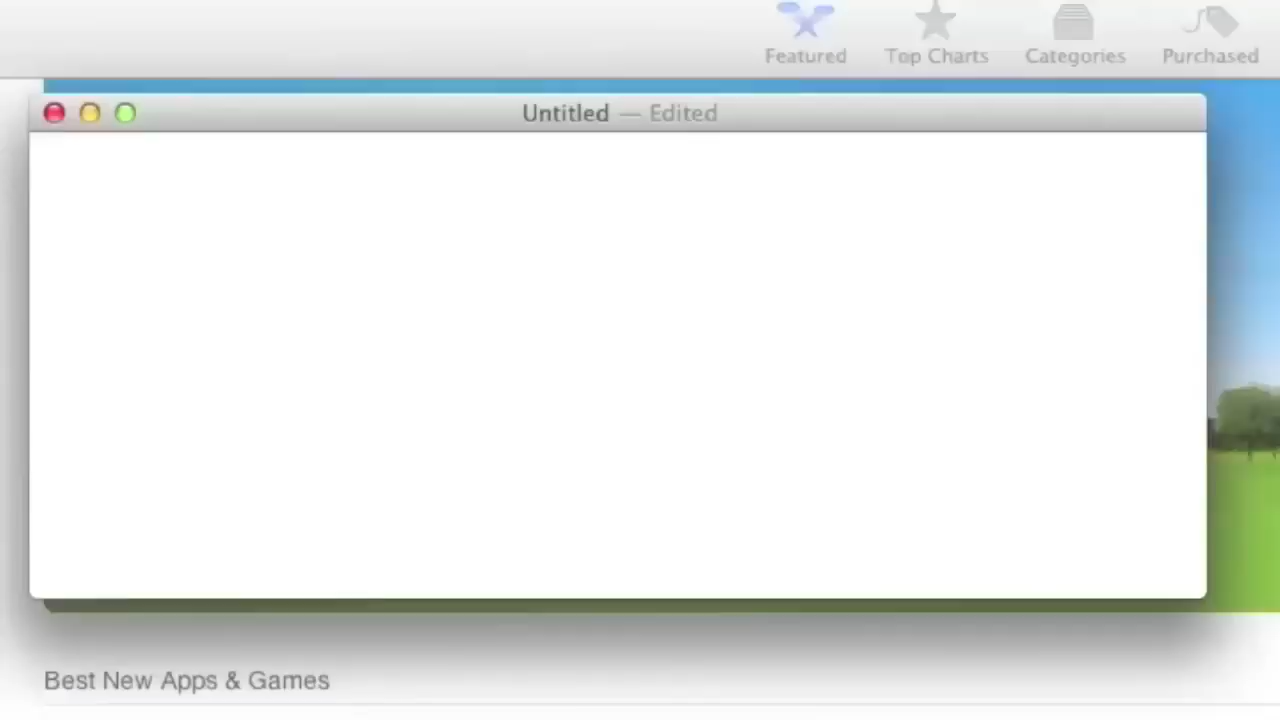 Featured Top Charts Categories Purchased
Untitled — Edited
Best New Apps & Games